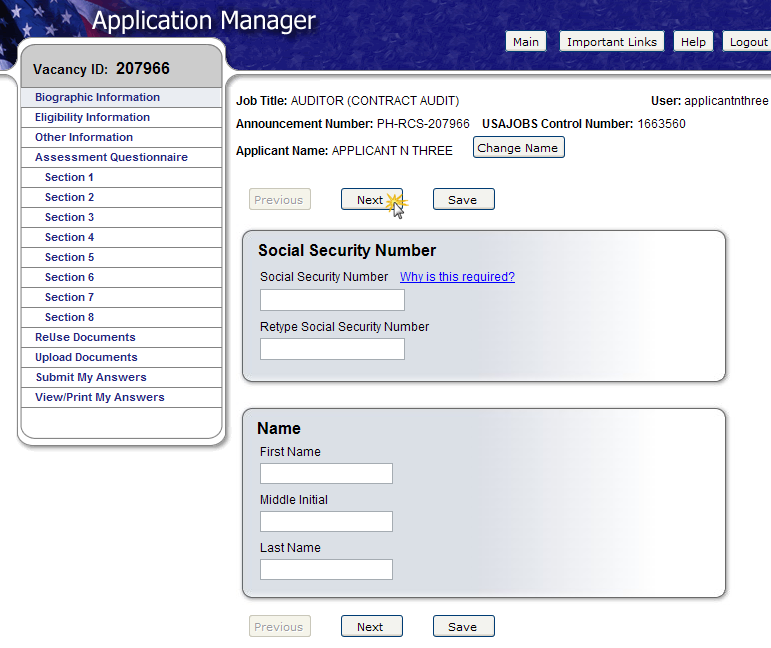 Application Manager
Main Important Links Help Logout
Vacancy ID: 207966
Biographic Information
Eligibility Information
Other Information
Assessment Questionnaire
Section 1
Section 2
Section 3
Section 4
Section 5
Section 6
Section 7
Section 8
ReUse Documents
Upload Documents
Submit My Answers
View/Print My Answers
Job Title: AUDITOR (CONTRACT AUDIT) User: applicantnthree
Announcement Number: PH-RCS-207966 USAJOBS Control Number: 1663560
Applicant Name: APPLICANT N THREE Change Name
Previous Next Save
Social Security Number
Social Security Number Why is this required?
Retype Social Security Number
Name
First Name
Middle Initial
Last Name
Previous Next Save